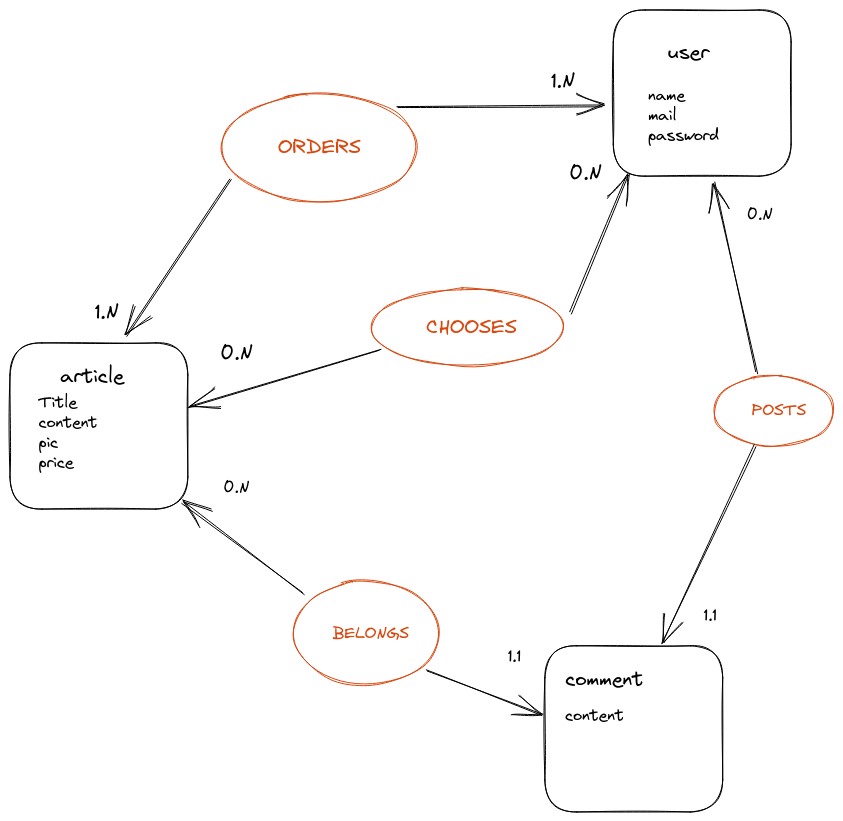 user
name
mail
password
1.N
ORDERS
0.N
0.N
1.N
CHOOSES
0.N
article
Title
content
pic
price
POSTS
0.N
BELONGS
1.1
1.1
comment
content